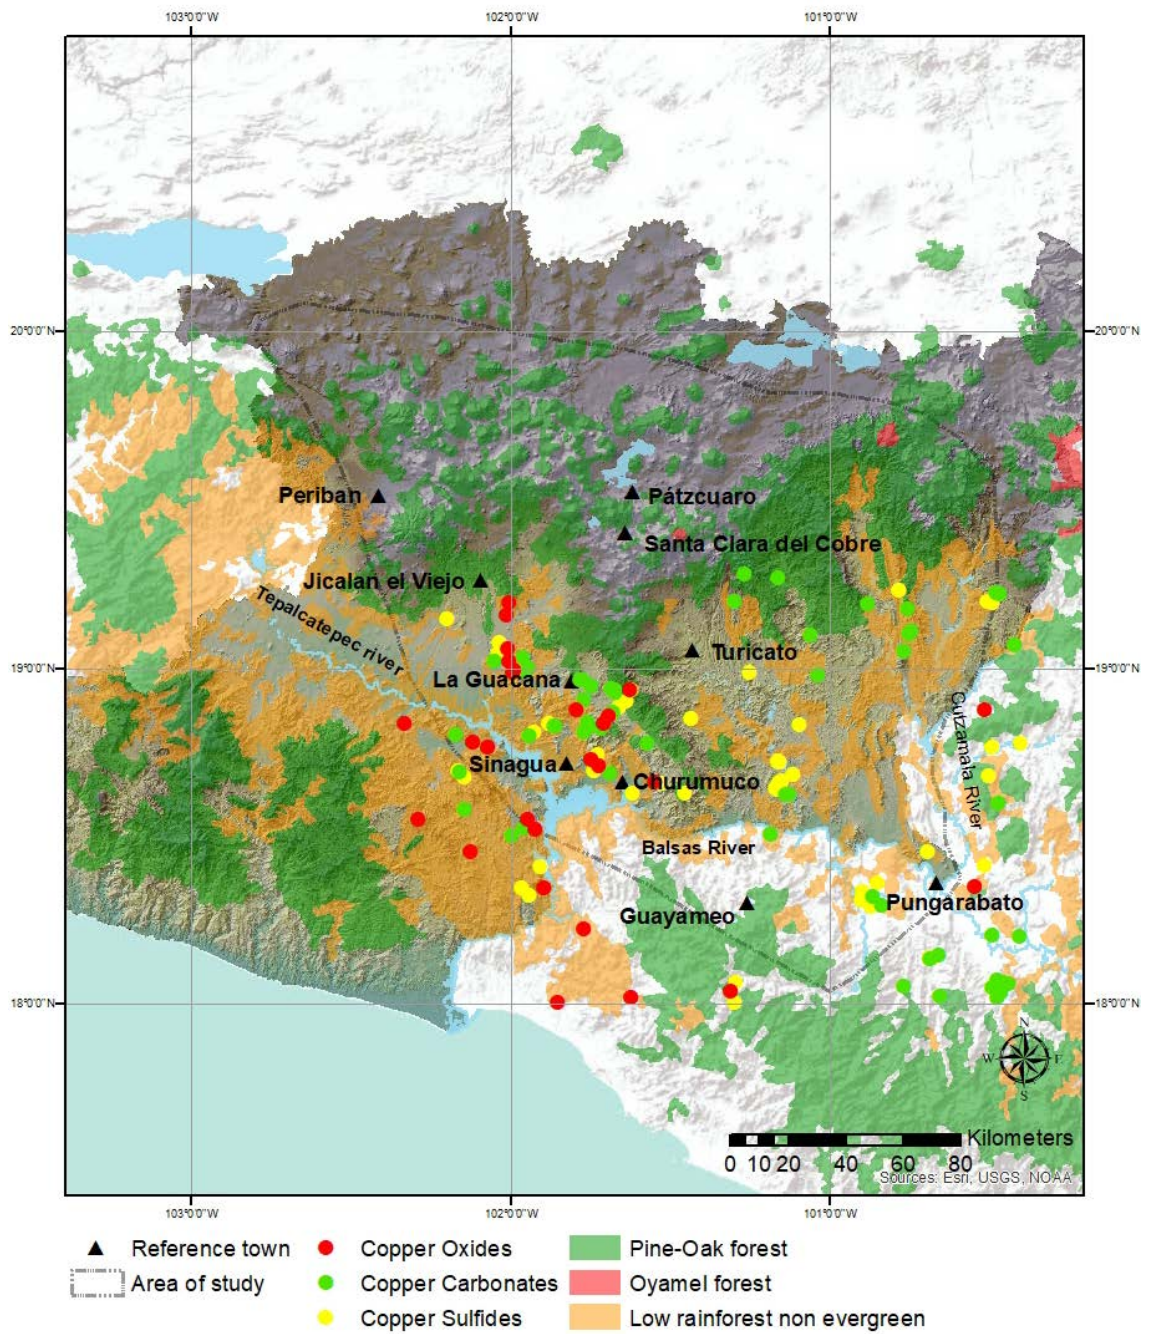 103°0'0"W 102°0'0"W 101°0'0"W
20°0'0"N 20°0'0"N
Periban
Pátzcuaro
Santa Clara del Cobre
Jicalan el Viejo
Tepalcatepec river
Turicato
19°0'0"N 19°0'0"N
La Guacana
Cutzamala River
Sinagua
Churumuco
Balsas River
Pungarabato
Guayameo
18°0'0"N 18°0'0"N
N
W E
S
Kilometers
0 10 20 40 60 80
Sources: Esri, USGS, NOAA
103°0'0"W 102°0'0"W 101°0'0"W
Reference town Copper Oxides Pine-Oak forest
Area of study Copper Carbonates Oyamel forest
Copper Sulfides Low rainforest non evergreen